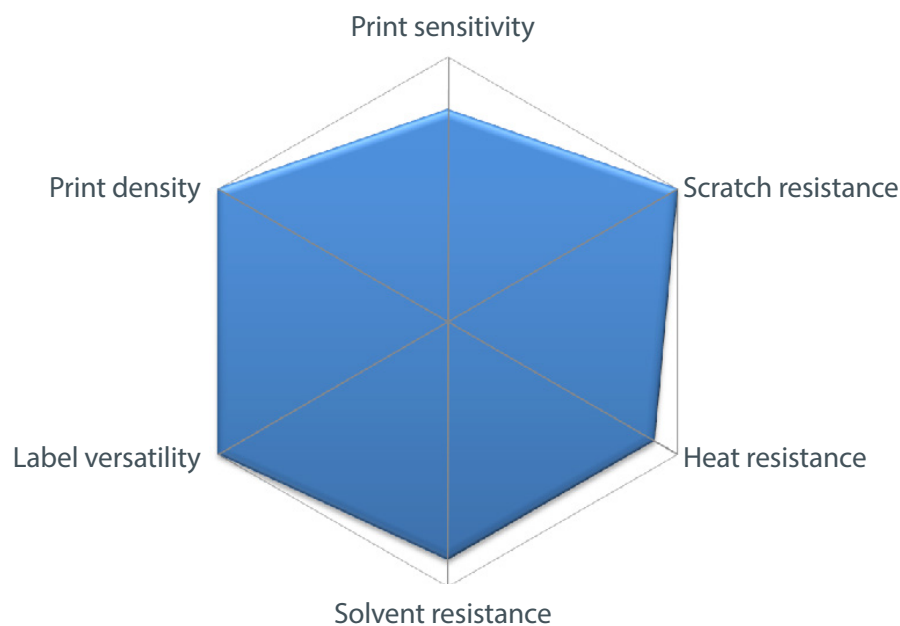 Print sensitivity
Print density
Scratch resistance
Label versatility
Heat resistance
Solvent resistance